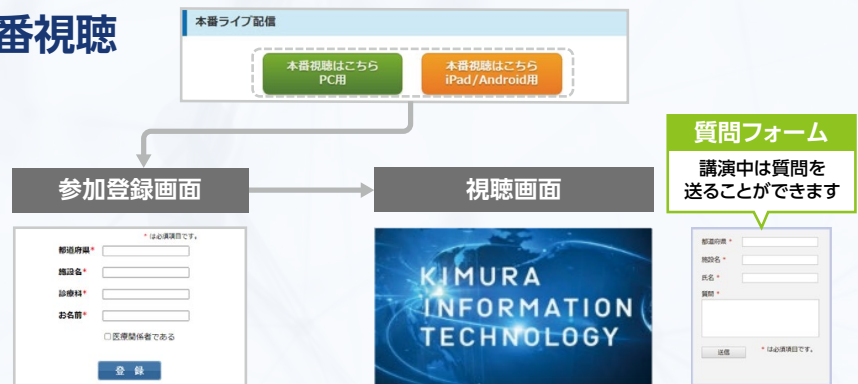 番視聴
本番ライブ配信
本番視聴はこちら
PC用
本番視聴はこちら
iPad/Android用
参加登録画面
視聴画面
質問フォーム
講演中は質問を
送ることができます
* は必須項目です。
都道府県*
施設名*
診療科*
お名前*
□医療関係者である
登 録
KIMURA
INFORMATION
TECHNOLOGY
都道府県 *
施設名 *
氏名 *
質問 *
送信
* は必須項目です。